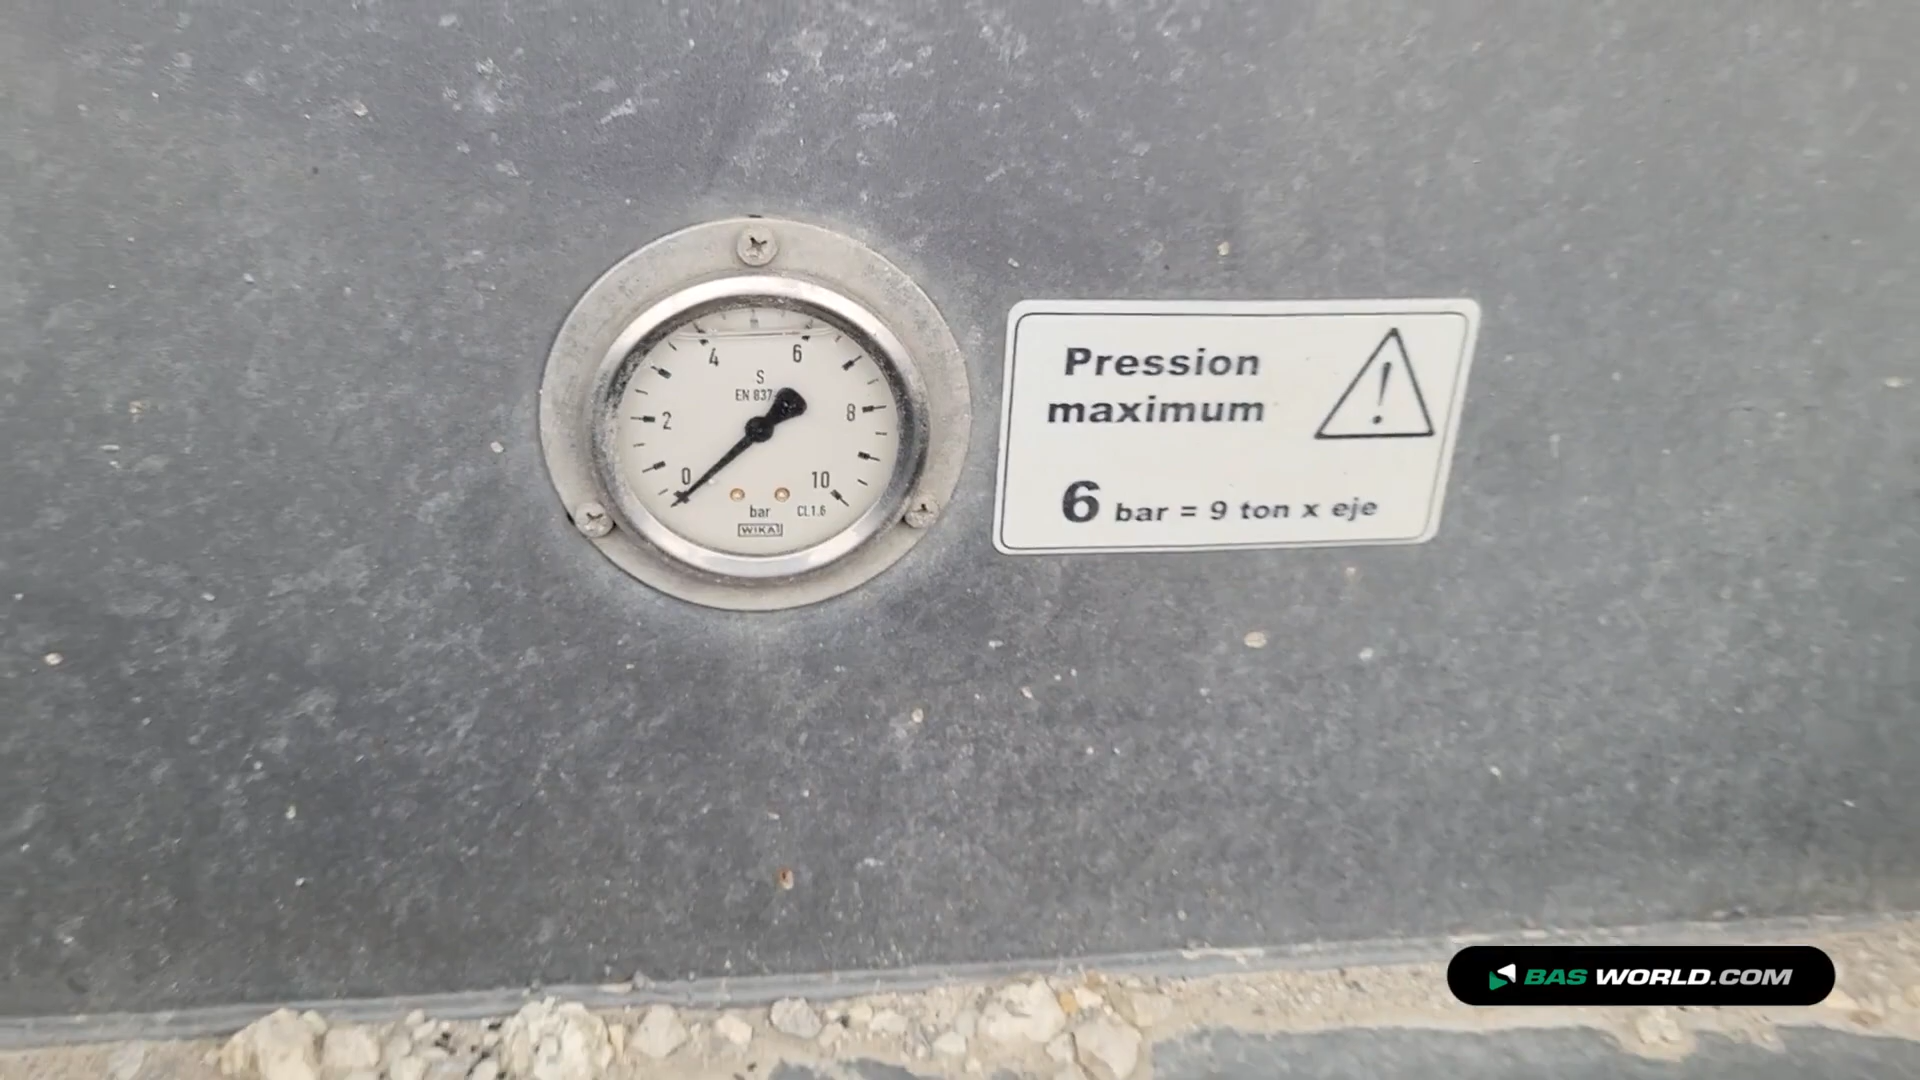 4
6
S
EN 837-
2
8
0
10
bar
CL.1.6
WIKA
Pression
maximum
6 bar = 9 ton x eje
BAS WORLD.COM